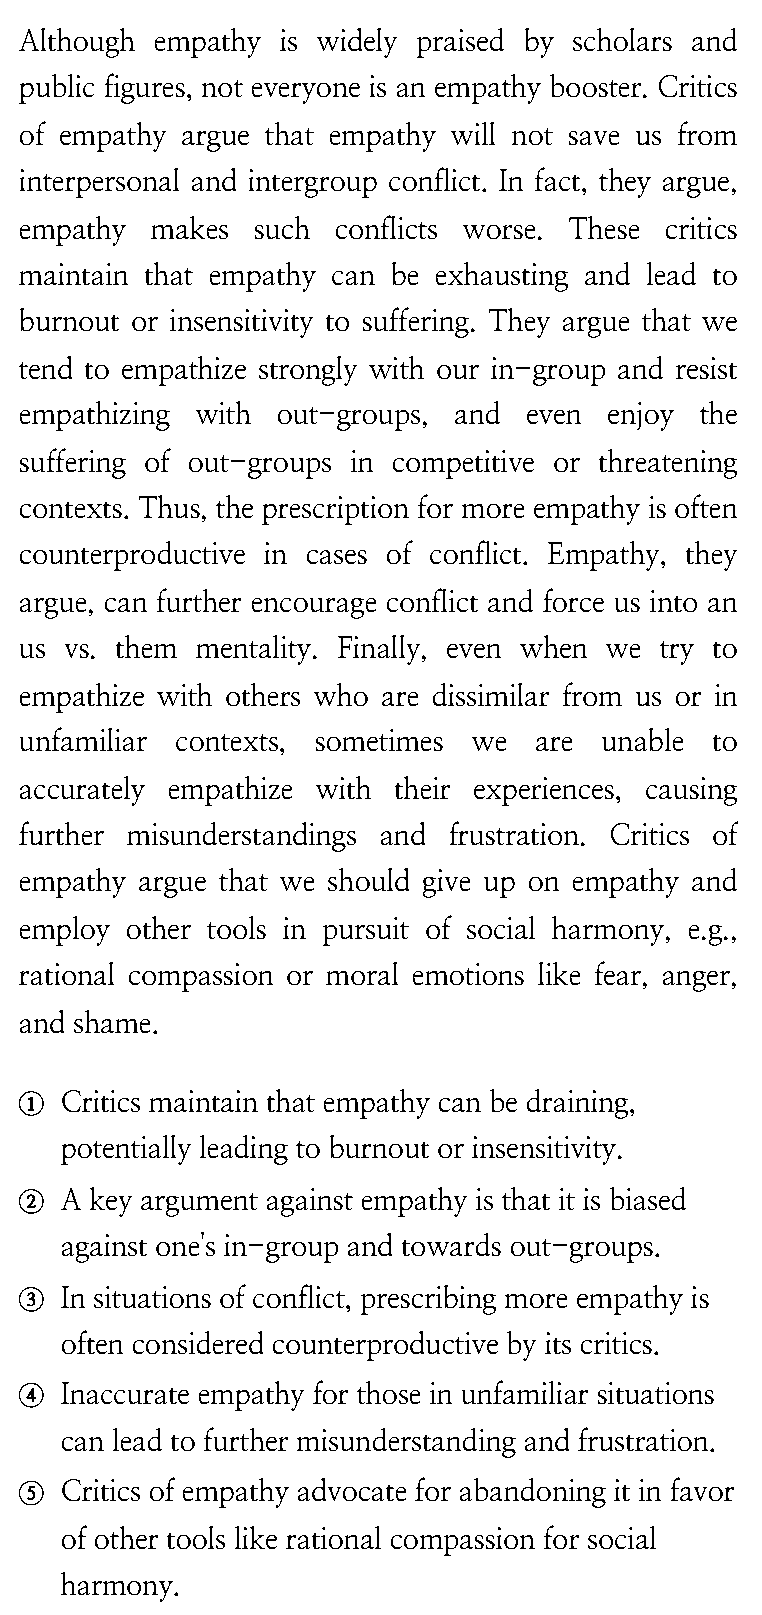 Although empathy is widely praised by scholars and
public figures, not everyone is an empathy booster. Critics
of empathy argue that empathy will not save us from
interpersonal and intergroup conflict. In fact, they argue,
empathy makes such conflicts worse. These critics
maintain that empathy can be exhausting and lead to
burnout or insensitivity to suffering. They argue that we
tend to empathize strongly with our in-group and resist
empathizing with out-groups, and even enjoy the
suffering of out-groups in competitive or threatening
contexts. Thus, the prescription for more empathy is often
counterproductive in cases of conflict. Empathy, they
argue, can further encourage conflict and force us into an
us vs. them mentality. Finally, even when we try to
empathize with others who are dissimilar from us or in
unfamiliar contexts, sometimes we are unable to
accurately empathize with their experiences, causing
further misunderstandings and frustration. Critics of
empathy argue that we should give up on empathy and
employ other tools in pursuit of social harmony, e.g.,
rational compassion or moral emotions like fear, anger,
and shame.
① Critics maintain that empathy can be draining,
potentially leading to burnout or insensitivity.
② A key argument against empathy is that it is biased
against one's in-group and towards out-groups.
③ In situations of conflict, prescribing more empathy is
often considered counterproductive by its critics.
④ Inaccurate empathy for those in unfamiliar situations
can lead to further misunderstanding and frustration.
⑤ Critics of empathy advocate for abandoning it in favor
of other tools like rational compassion for social
harmony.